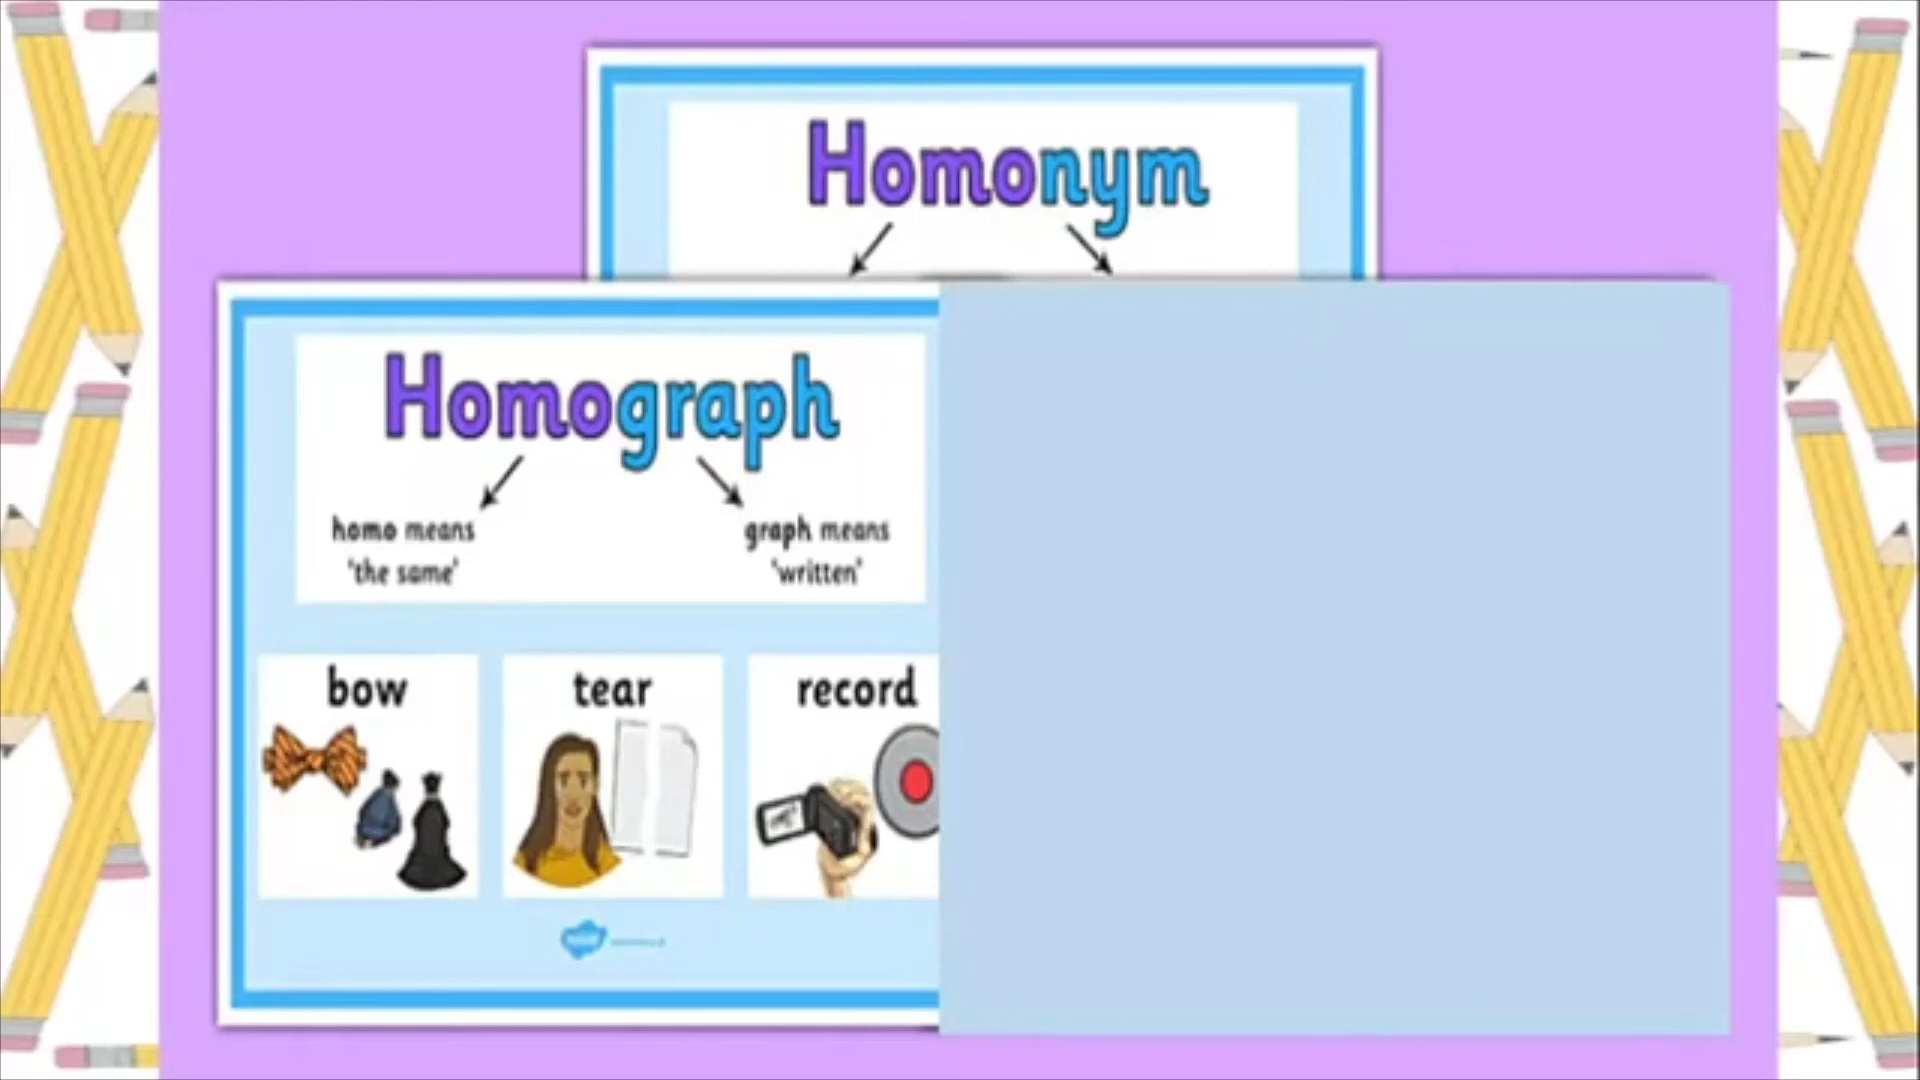 Homonym
Homograph
homo means
'the same'
graph means
'written'
bow
tear
record